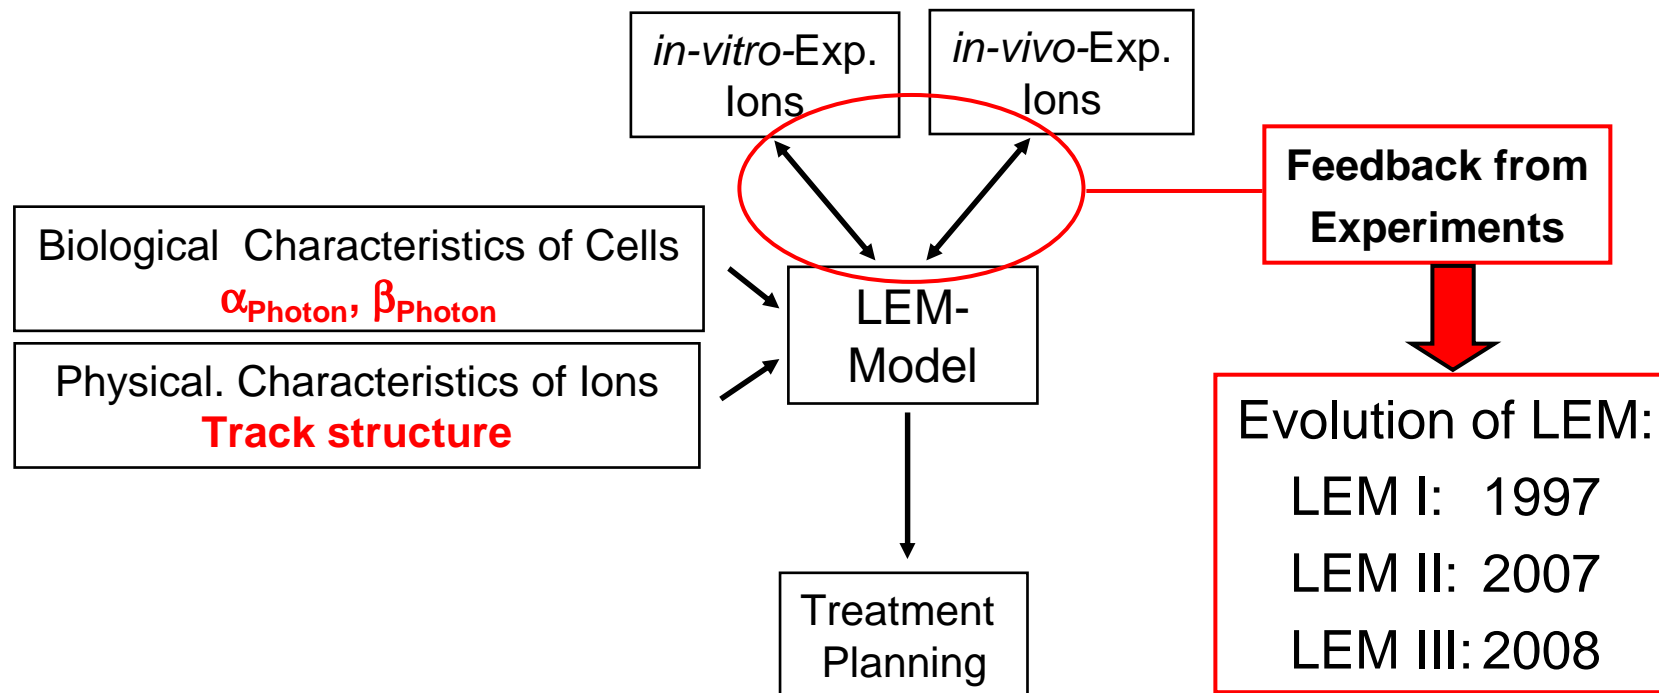 in-vitro-Exp.
Ions
in-vivo-Exp.
Ions
Feedback from
Experiments
Biological Characteristics of Cells
αPhoton, βPhoton
Physical. Characteristics of Ions
Track structure
LEM-
Model
Treatment
Planning
Evolution of LEM:
LEM I: 1997
LEM II: 2007
LEM III: 2008